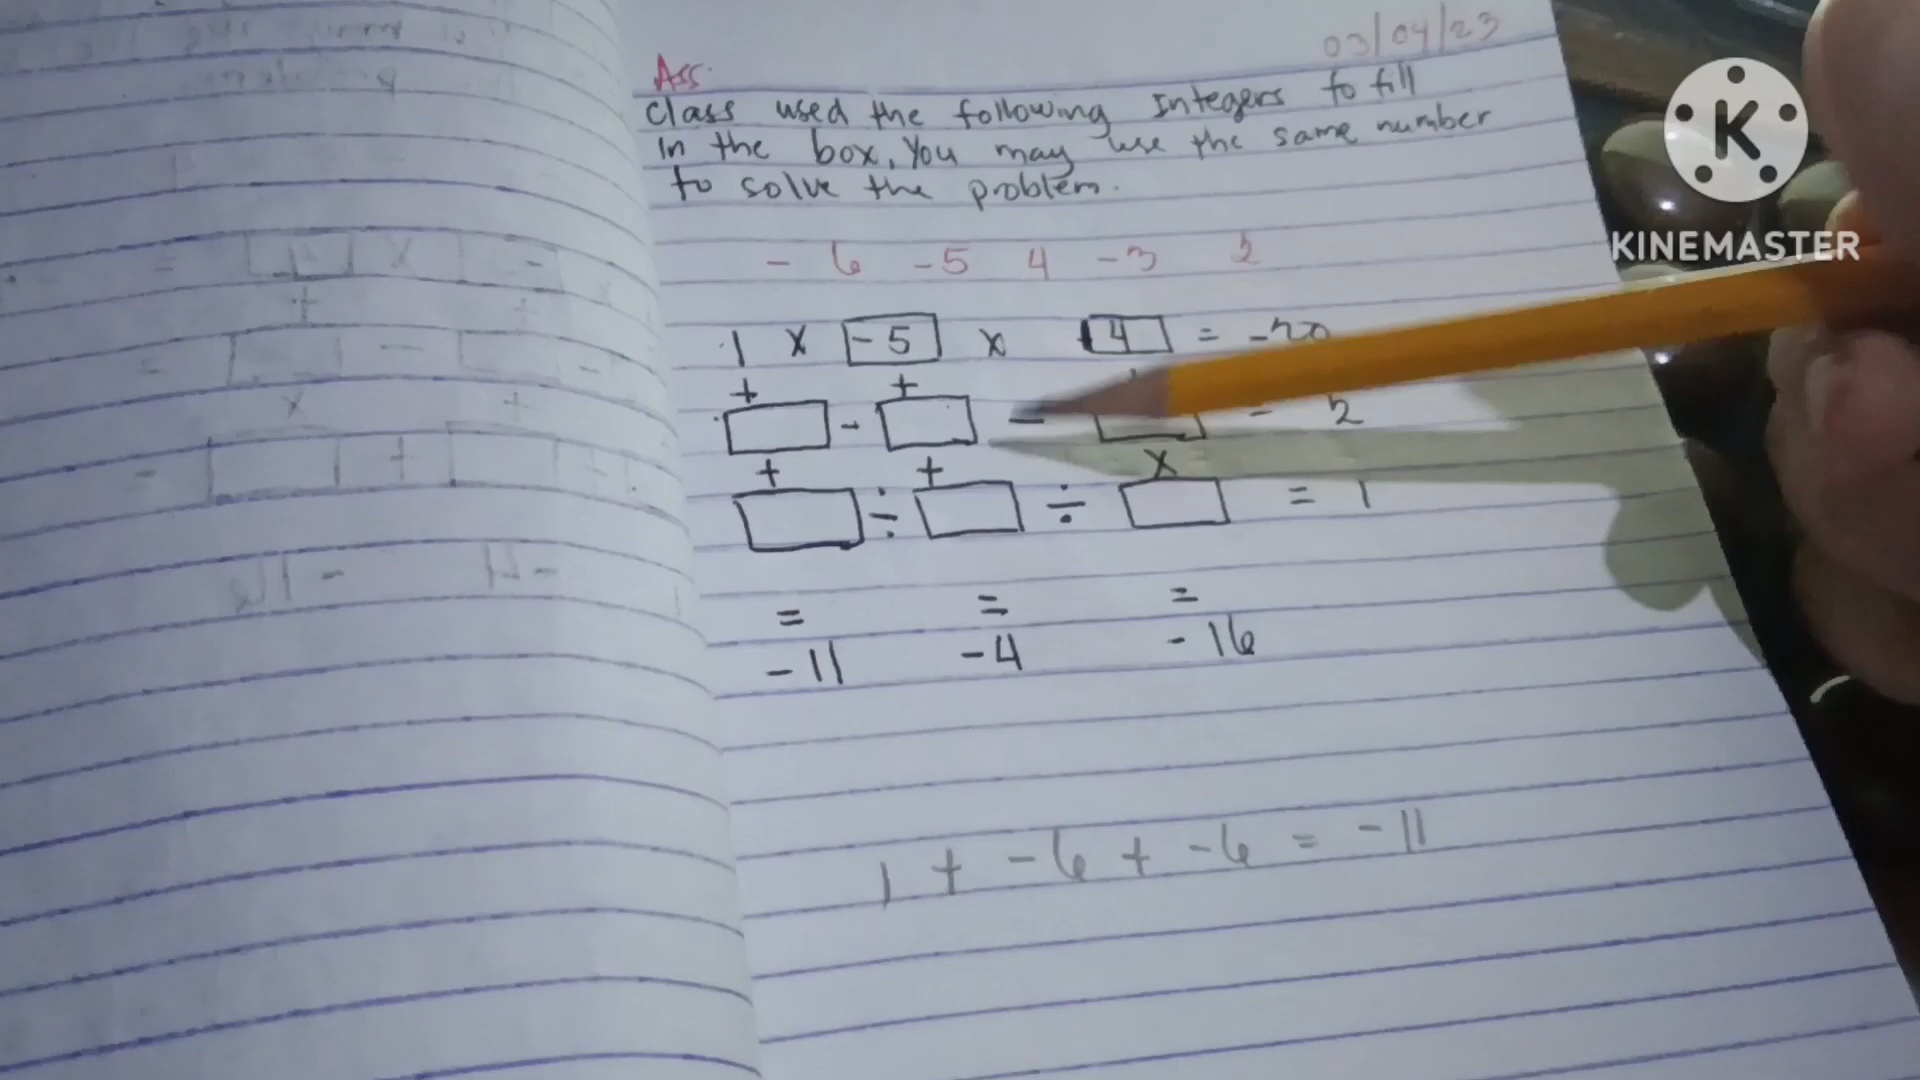 03/04/23
Ass.
Class used the following Integers to fill
in the box. You may use the same number
to solve the problem.
- 6 -5 4 -3 2
1 x -5 x 4 = -20
+ +
- - = 2
+ + x
÷ ÷ = 1
= = =
-11 -4 -16
1 + -6 + -6 = -11
K
KINEMASTER